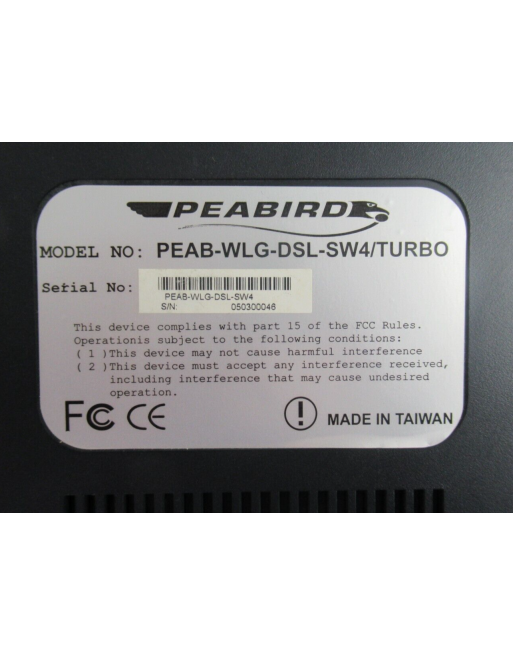 PEABIRD
MODEL NO: PEAB-WLG-DSL-SW4/TURBO
Serial No:
PEAB-WLG-DSL-SW4
S/N: 050300046
This device complies with part 15 of the FCC Rules.
Operationis subject to the following conditions:
( 1 )This device may not cause harmful interference
( 2 )This device must accept any interference received,
including interference that may cause undesired
operation.
FC CE ! MADE IN TAIWAN